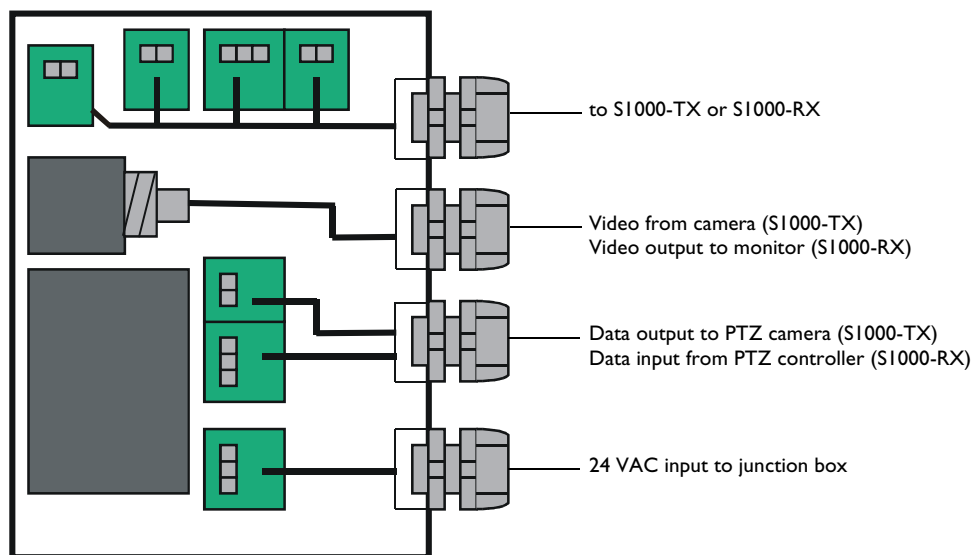 to S1000-TX or S1000-RX
Video from camera (S1000-TX)
Video output to monitor (S1000-RX)
Data output to PTZ camera (S1000-TX)
Data input from PTZ controller (S1000-RX)
24 VAC input to junction box